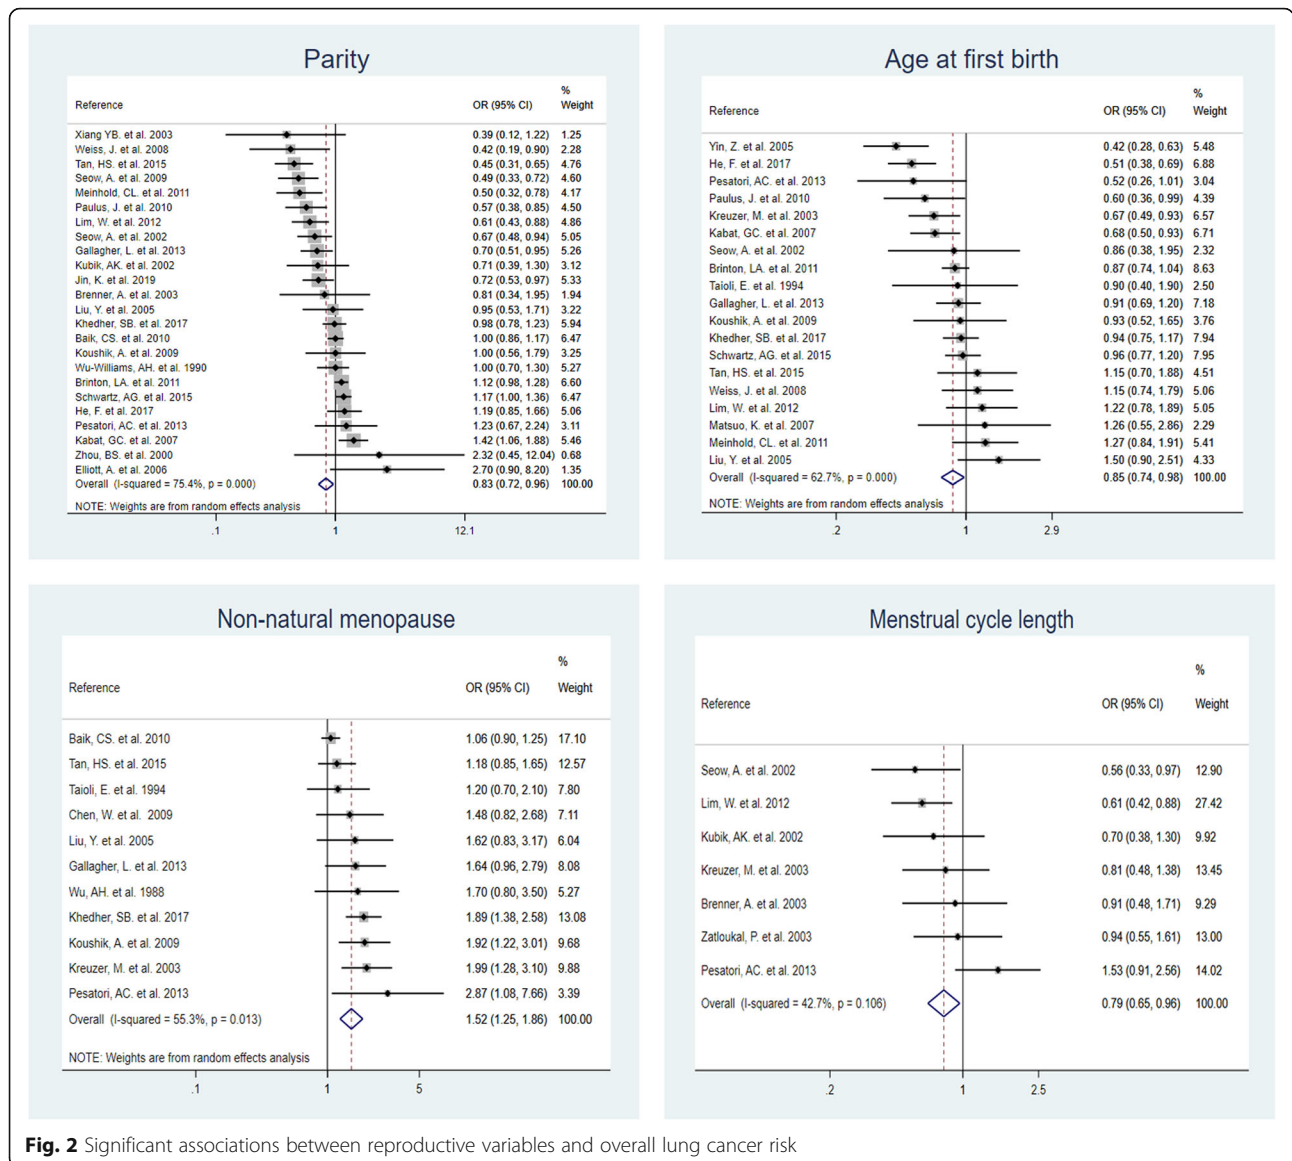 Parity
%
Reference OR (95% CI) Weight
Xiang YB. et al. 2003 0.39 (0.12, 1.22) 1.25
Weiss, J. et al. 2008 0.42 (0.19, 0.90) 2.28
Tan, HS. et al. 2015 0.45 (0.31, 0.65) 4.76
Seow, A. et al. 2009 0.49 (0.33, 0.72) 4.60
Meinhold, CL. et al. 2011 0.50 (0.32, 0.78) 4.17
Paulus, J. et al. 2010 0.57 (0.38, 0.85) 4.50
Lim, W. et al. 2012 0.61 (0.43, 0.88) 4.86
Seow, A. et al. 2002 0.67 (0.48, 0.94) 5.05
Gallagher, L. et al. 2013 0.70 (0.51, 0.95) 5.26
Kubik, AK. et al. 2002 0.71 (0.39, 1.30) 3.12
Jin, K. et al. 2019 0.72 (0.53, 0.97) 5.33
Brenner, A. et al. 2003 0.81 (0.34, 1.95) 1.94
Liu, Y. et al. 2005 0.95 (0.53, 1.71) 3.22
Khedher, SB. et al. 2017 0.98 (0.78, 1.23) 5.94
Baik, CS. et al. 2010 1.00 (0.86, 1.17) 6.47
Koushik, A. et al. 2009 1.00 (0.56, 1.79) 3.25
Wu-Williams, AH. et al. 1990 1.00 (0.70, 1.30) 5.27
Brinton, LA. et al. 2011 1.12 (0.98, 1.28) 6.60
Schwartz, AG. et al. 2015 1.17 (1.00, 1.36) 6.47
He, F. et al. 2017 1.19 (0.85, 1.66) 5.06
Pesatori, AC. et al. 2013 1.23 (0.67, 2.24) 3.11
Kabat, GC. et al. 2007 1.42 (1.06, 1.88) 5.46
Zhou, BS. et al. 2000 2.32 (0.45, 12.04) 0.68
Elliott, A. et al. 2006 2.70 (0.90, 8.20) 1.35
Overall (I-squared = 75.4%, p = 0.000) 0.83 (0.72, 0.96) 100.00
NOTE: Weights are from random effects analysis
.1 1 12.1
Age at first birth
%
Reference OR (95% CI) Weight
Yin, Z. et al. 2005 0.42 (0.28, 0.63) 5.48
He, F. et al. 2017 0.51 (0.38, 0.69) 6.88
Pesatori, AC. et al. 2013 0.52 (0.26, 1.01) 3.04
Paulus, J. et al. 2010 0.60 (0.36, 0.99) 4.39
Kreuzer, M. et al. 2003 0.67 (0.49, 0.93) 6.57
Kabat, GC. et al. 2007 0.68 (0.50, 0.93) 6.71
Seow, A. et al. 2002 0.86 (0.38, 1.95) 2.32
Brinton, LA. et al. 2011 0.87 (0.74, 1.04) 8.63
Taioli, E. et al. 1994 0.90 (0.40, 1.90) 2.50
Gallagher, L. et al. 2013 0.91 (0.69, 1.20) 7.18
Koushik, A. et al. 2009 0.93 (0.52, 1.65) 3.76
Khedher, SB. et al. 2017 0.94 (0.75, 1.17) 7.94
Schwartz, AG. et al. 2015 0.96 (0.77, 1.20) 7.95
Tan, HS. et al. 2015 1.15 (0.70, 1.88) 4.51
Weiss, J. et al. 2008 1.15 (0.74, 1.79) 5.06
Lim, W. et al. 2012 1.22 (0.78, 1.89) 5.05
Matsuo, K. et al. 2007 1.26 (0.55, 2.86) 2.29
Meinhold, CL. et al. 2011 1.27 (0.84, 1.91) 5.41
Liu, Y. et al. 2005 1.50 (0.90, 2.51) 4.33
Overall (I-squared = 62.7%, p = 0.000) 0.85 (0.74, 0.98) 100.00
NOTE: Weights are from random effects analysis
.2 1 2.9
Non-natural menopause
%
Reference OR (95% CI) Weight
Baik, CS. et al. 2010 1.06 (0.90, 1.25) 17.10
Tan, HS. et al. 2015 1.18 (0.85, 1.65) 12.57
Taioli, E. et al. 1994 1.20 (0.70, 2.10) 7.80
Chen, W. et al. 2009 1.48 (0.82, 2.68) 7.11
Liu, Y. et al. 2005 1.62 (0.83, 3.17) 6.04
Gallagher, L. et al. 2013 1.64 (0.96, 2.79) 8.08
Wu, AH. et al. 1988 1.70 (0.80, 3.50) 5.27
Khedher, SB. et al. 2017 1.89 (1.38, 2.58) 13.08
Koushik, A. et al. 2009 1.92 (1.22, 3.01) 9.68
Kreuzer, M. et al. 2003 1.99 (1.28, 3.10) 9.88
Pesatori, AC. et al. 2013 2.87 (1.08, 7.66) 3.39
Overall (I-squared = 55.3%, p = 0.013) 1.52 (1.25, 1.86) 100.00
NOTE: Weights are from random effects analysis
.1 1 5
Menstrual cycle length
%
Reference OR (95% CI) Weight
Seow, A. et al. 2002 0.56 (0.33, 0.97) 12.90
Lim, W. et al. 2012 0.61 (0.42, 0.88) 27.42
Kubik, AK. et al. 2002 0.70 (0.38, 1.30) 9.92
Kreuzer, M. et al. 2003 0.81 (0.48, 1.38) 13.45
Brenner, A. et al. 2003 0.91 (0.48, 1.71) 9.29
Zatloukal, P. et al. 2003 0.94 (0.55, 1.61) 13.00
Pesatori, AC. et al. 2013 1.53 (0.91, 2.56) 14.02
Overall (I-squared = 42.7%, p = 0.106) 0.79 (0.65, 0.96) 100.00
.2 1 2.5
Fig. 2 Significant associations between reproductive variables and overall lung cancer risk